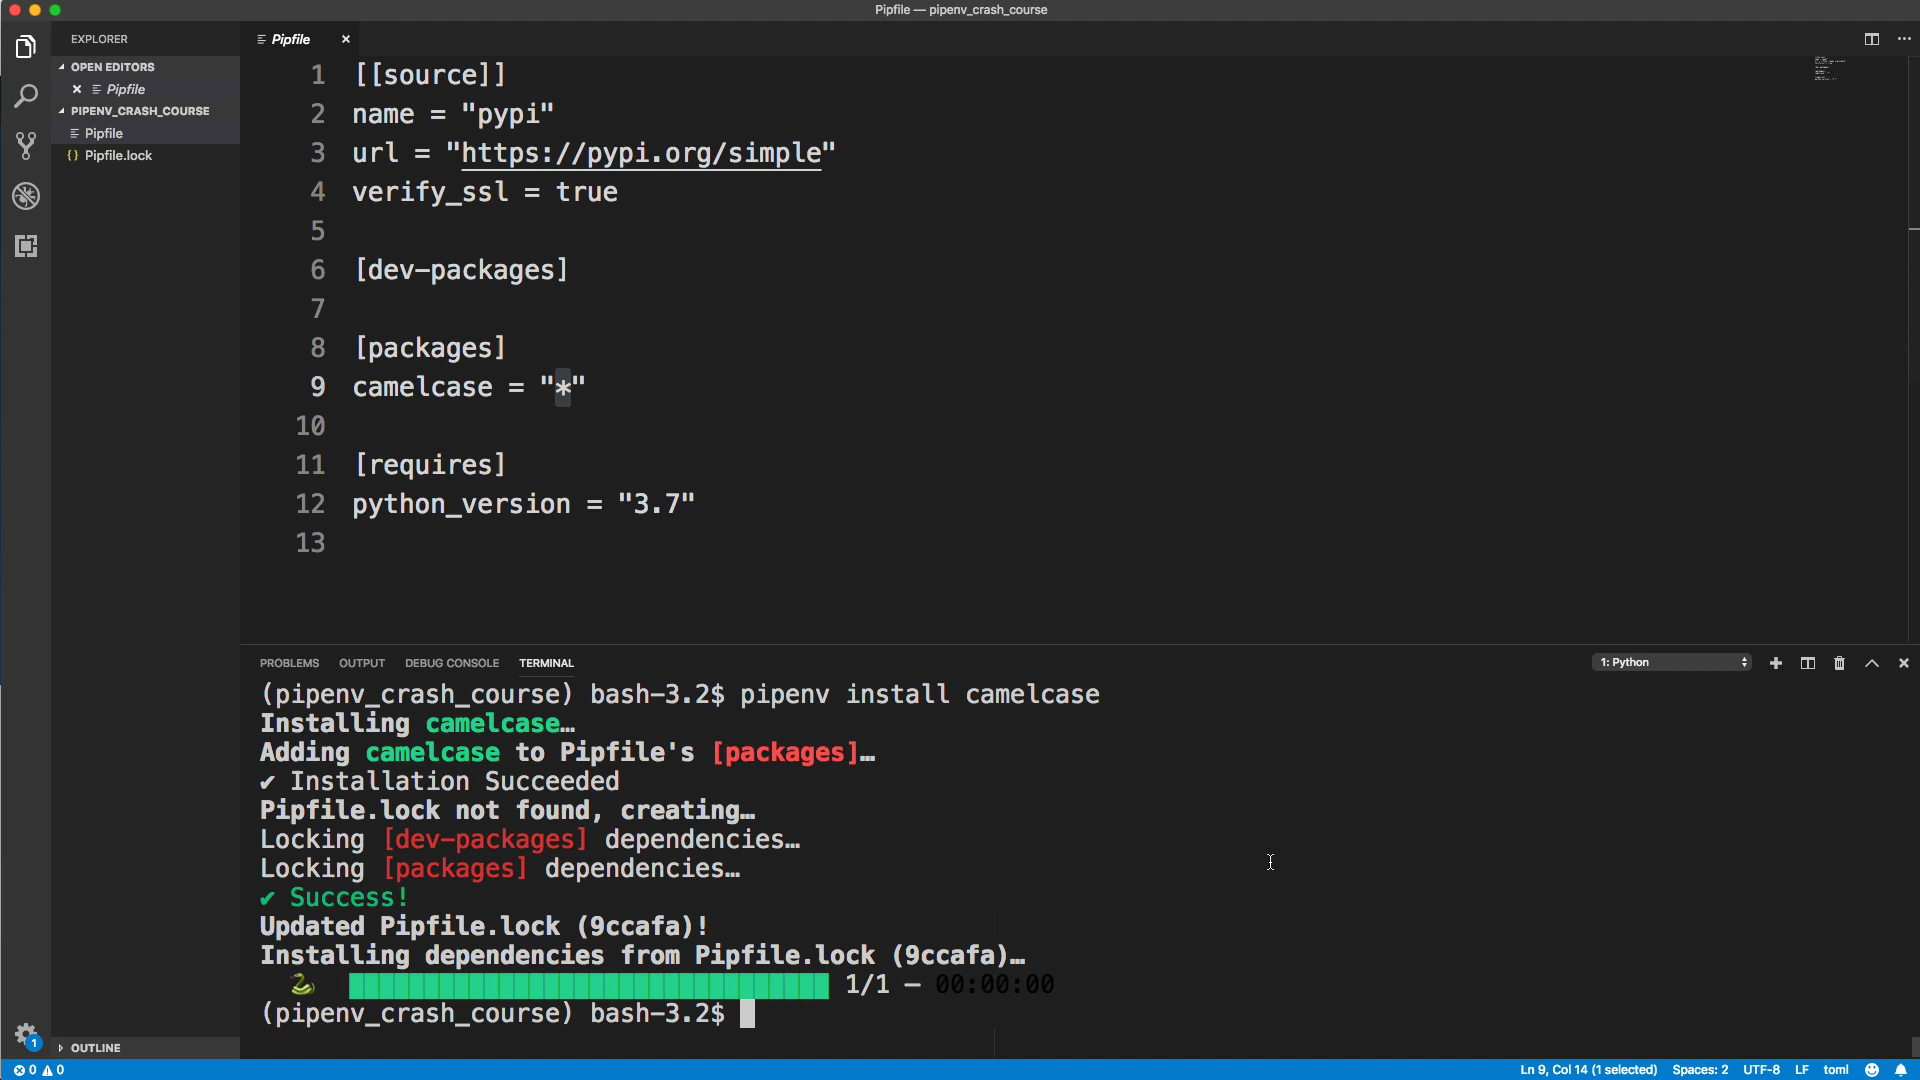 Pipfile — pipenv_crash_course
EXPLORER
OPEN EDITORS
Pipfile
PIPENV_CRASH_COURSE
Pipfile
{} Pipfile.lock
OUTLINE
1
Pipfile
1 [[source]]
2 name = "pypi"
3 url = "https://pypi.org/simple"
4 verify_ssl = true
5
6 [dev-packages]
7
8 [packages]
9 camelcase = "*"
10
11 [requires]
12 python_version = "3.7"
13
PROBLEMS OUTPUT DEBUG CONSOLE TERMINAL 1: Python
(pipenv_crash_course) bash-3.2$ pipenv install camelcase
Installing camelcase…
Adding camelcase to Pipfile's [packages]…
✔ Installation Succeeded
Pipfile.lock not found, creating…
Locking [dev-packages] dependencies…
Locking [packages] dependencies…
✔ Success!
Updated Pipfile.lock (9ccafa)!
Installing dependencies from Pipfile.lock (9ccafa)…
1/1 — 00:00:00
(pipenv_crash_course) bash-3.2$
0 0 Ln 9, Col 14 (1 selected) Spaces: 2 UTF-8 LF toml